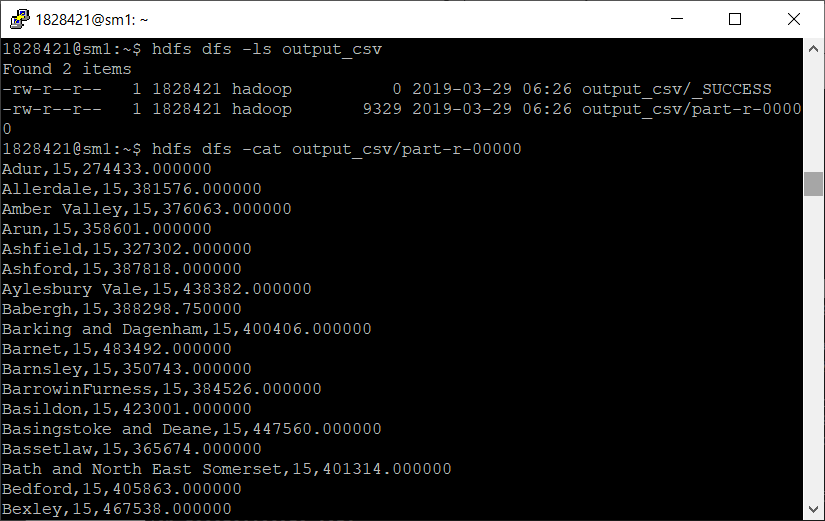 1828421@sm1: ~
1828421@sm1:~$ hdfs dfs -ls output_csv
Found 2 items
-rw-r--r--   1 1828421 hadoop          0 2019-03-29 06:26 output_csv/_SUCCESS
-rw-r--r--   1 1828421 hadoop       9329 2019-03-29 06:26 output_csv/part-r-0000
0
1828421@sm1:~$ hdfs dfs -cat output_csv/part-r-00000
Adur,15,274433.000000
Allerdale,15,381576.000000
Amber Valley,15,376063.000000
Arun,15,358601.000000
Ashfield,15,327302.000000
Ashford,15,387818.000000
Aylesbury Vale,15,438382.000000
Babergh,15,388298.750000
Barking and Dagenham,15,400406.000000
Barnet,15,483492.000000
Barnsley,15,350743.000000
BarrowinFurness,15,384526.000000
Basildon,15,423001.000000
Basingstoke and Deane,15,447560.000000
Bassetlaw,15,365674.000000
Bath and North East Somerset,15,401314.000000
Bedford,15,405863.000000
Bexley,15,467538.000000